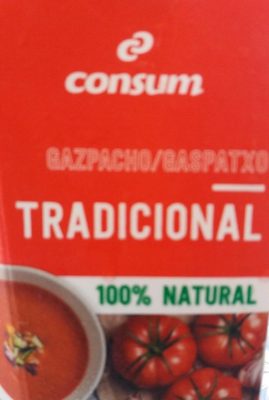 consum
GAZPACHO/GASPATXO
TRADICIONAL
100% NATURAL